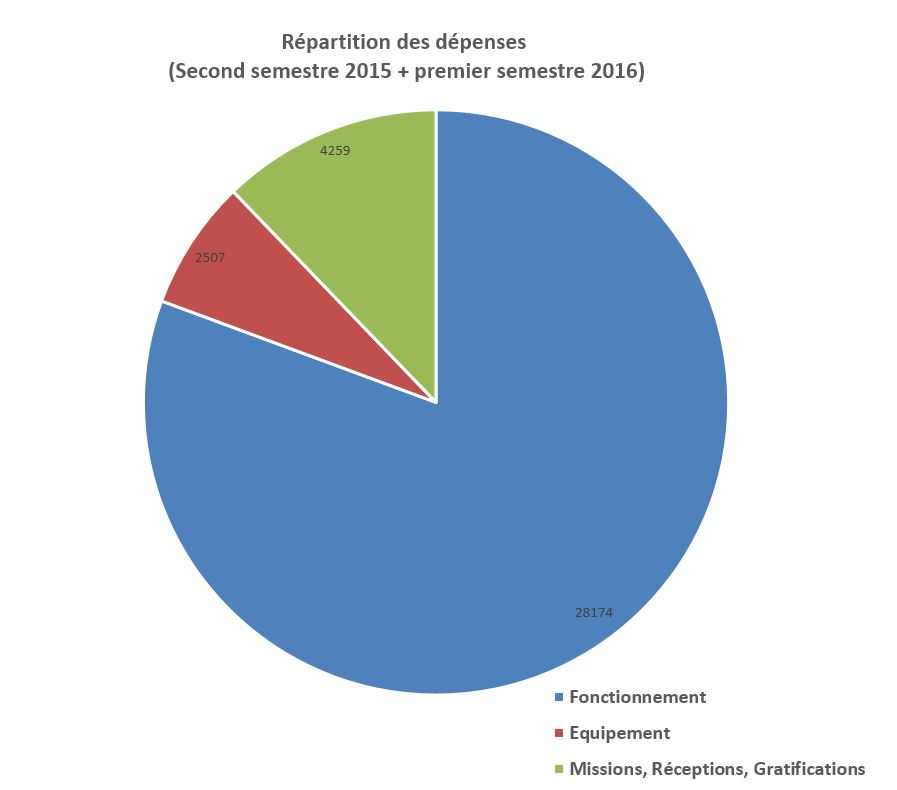 Répartition des dépenses
(Second semestre 2015 + premier semestre 2016)
4259
2507
28174
Fonctionnement
Equipement
Missions, Réceptions, Gratifications